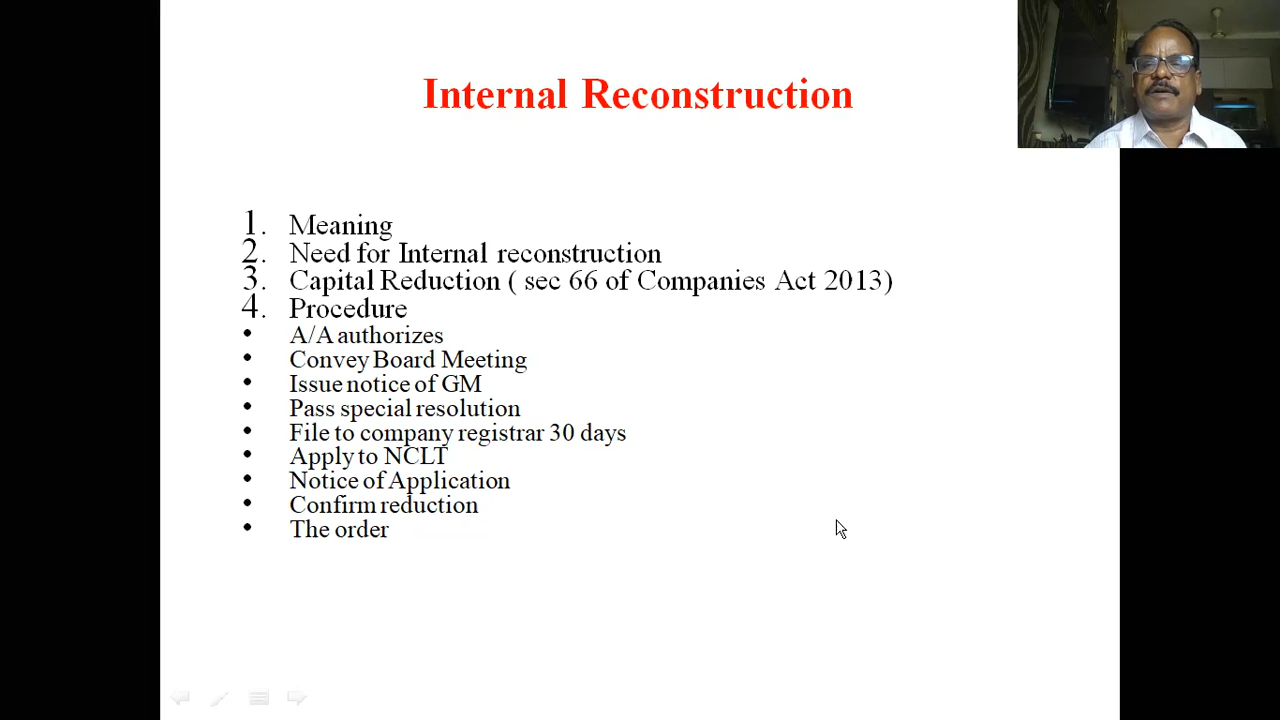 Internal Reconstruction
1. Meaning
2. Need for Internal reconstruction
3. Capital Reduction ( sec 66 of Companies Act 2013)
4. Procedure
• A/A authorizes
• Convey Board Meeting
• Issue notice of GM
• Pass special resolution
• File to company registrar 30 days
• Apply to NCLT
• Notice of Application
• Confirm reduction
• The order